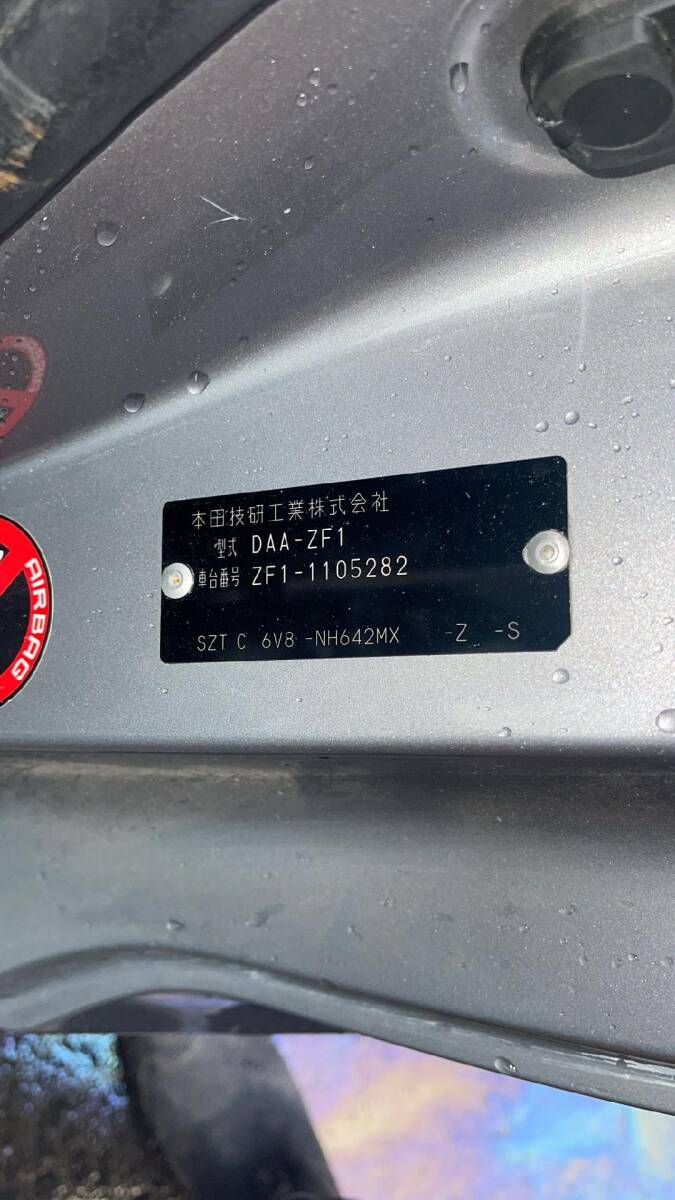 本田技研工業株式会社
型式 DAA-ZF1
車台番号 ZF1-1105282
SZT C 6V8 -NH642MX -Z -S
AIRBAG